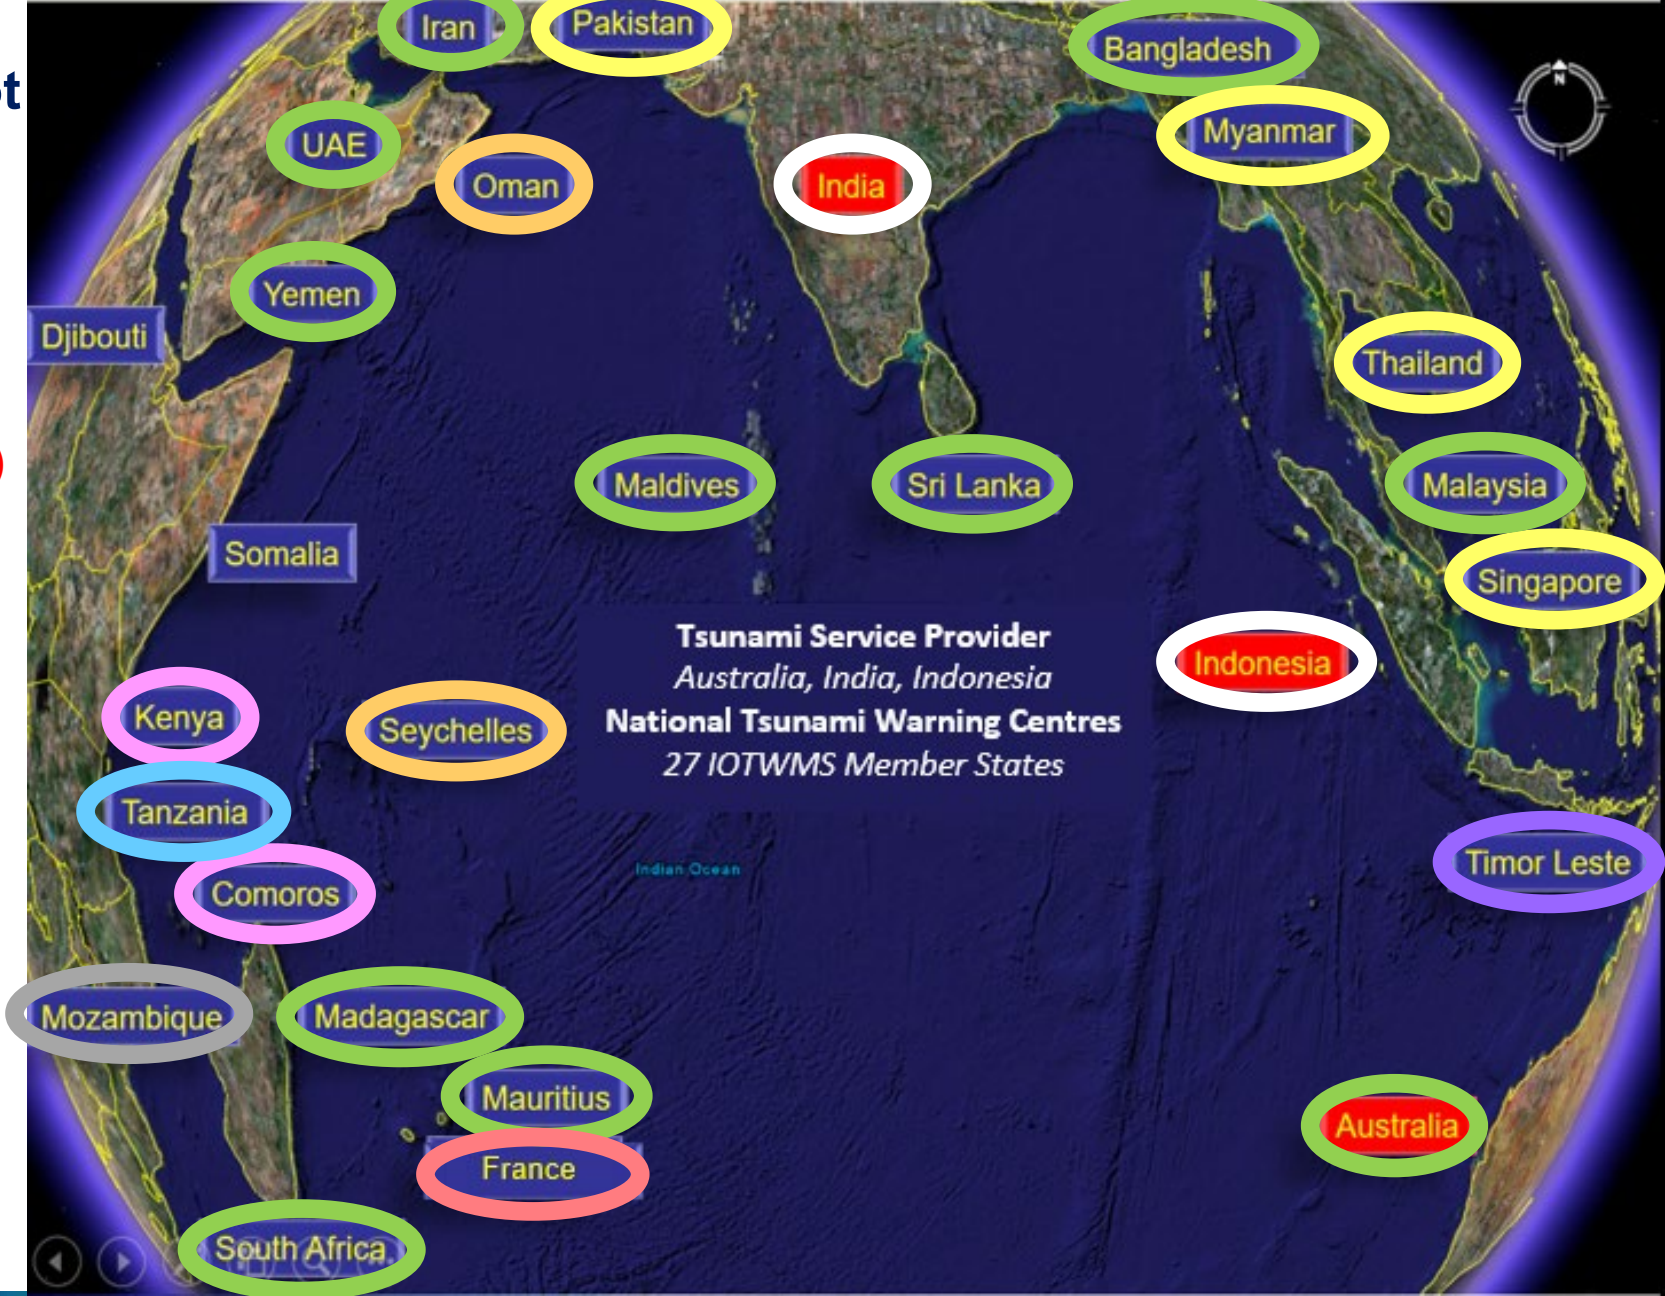 Iran
Pakistan
Bangladesh
N
Myanmar
UAE
Oman
India
Yemen
Djibouti
Thailand
Maldives
Sri Lanka
Malaysia
Somalia
Singapore
Tsunami Service Provider
Australia, India, Indonesia
National Tsunami Warning Centres
27 IOTWMS Member States
Indonesia
Kenya
Seychelles
Tanzania
Timor Leste
Indian Ocean
Comoros
Mozambique
Madagascar
Mauritius
Australia
France
South Africa